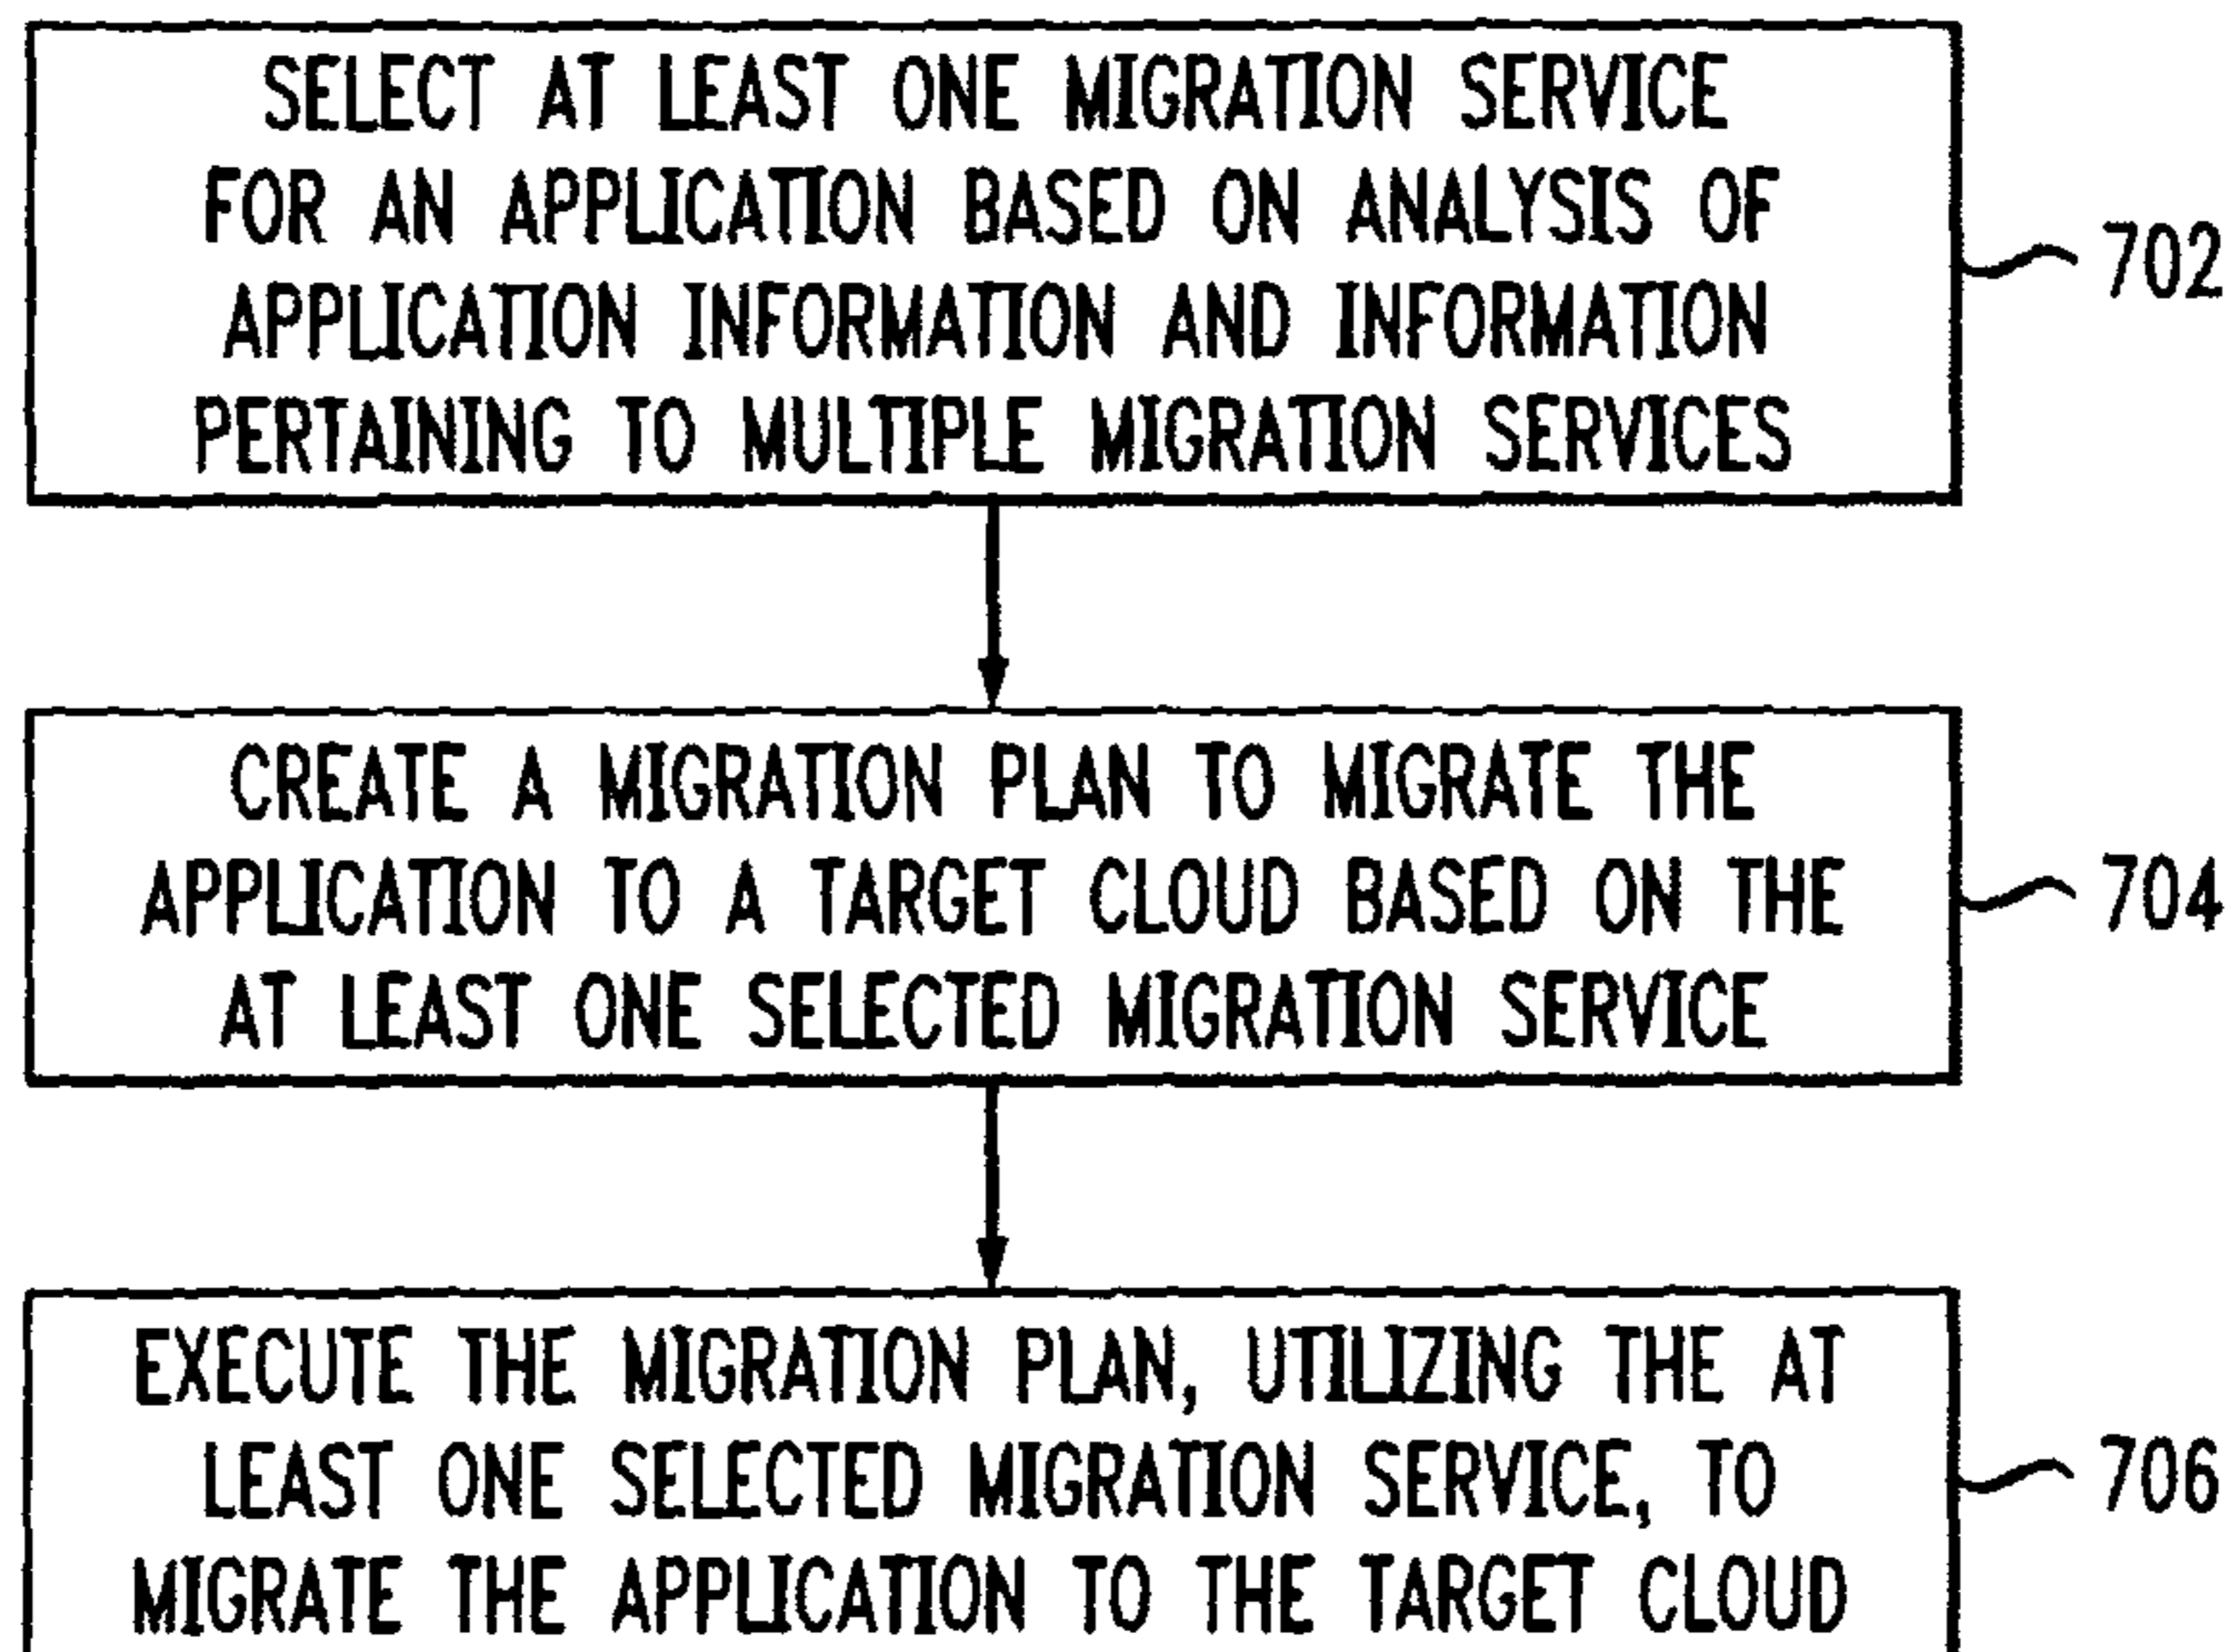 SELECT AT LEAST ONE MIGRATION SERVICE
FOR AN APPLICATION BASED ON ANALYSIS OF
APPLICATION INFORMATION AND INFORMATION
PERTAINING TO MULTIPLE MIGRATION SERVICES
702
CREATE A MIGRATION PLAN TO MIGRATE THE
APPLICATION TO A TARGET CLOUD BASED ON THE
AT LEAST ONE SELECTED MIGRATION SERVICE
704
EXECUTE THE MIGRATION PLAN, UTILIZING THE AT
LEAST ONE SELECTED MIGRATION SERVICE, TO
MIGRATE THE APPLICATION TO THE TARGET CLOUD
706